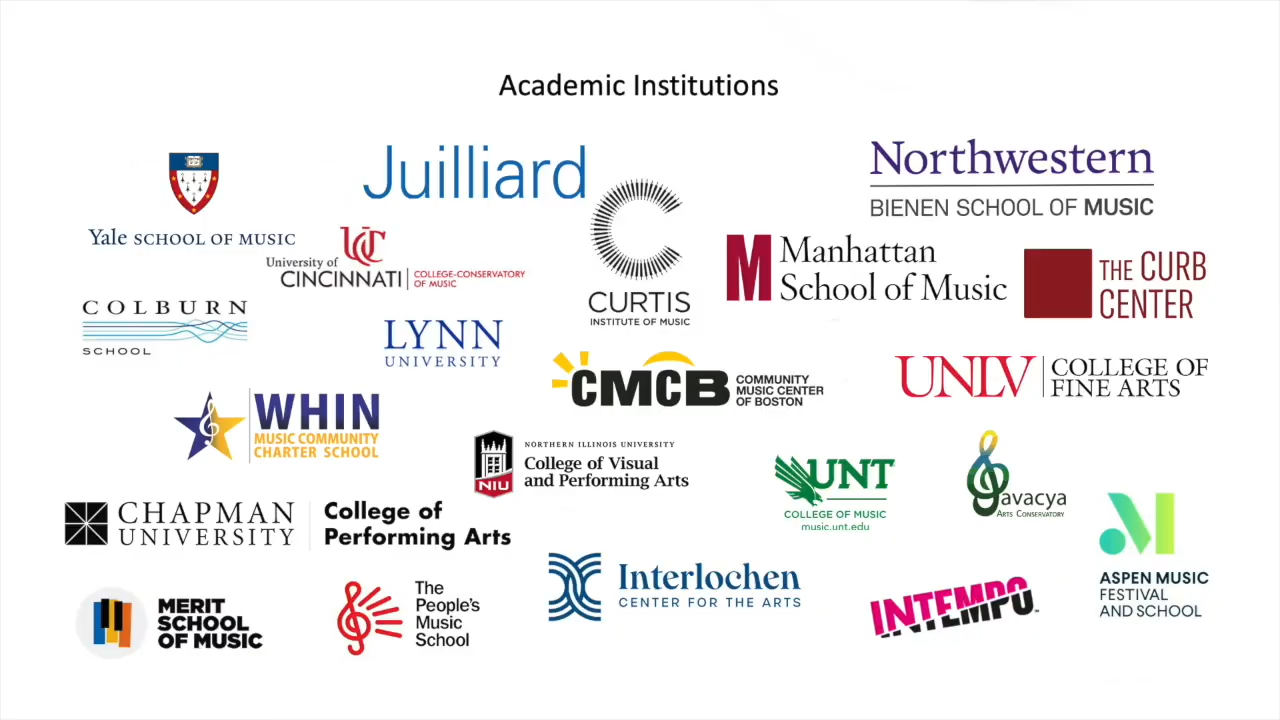 Academic Institutions
Juilliard
Northwestern
BIENEN SCHOOL OF MUSIC
Yale SCHOOL OF MUSIC
UC
University of
CINCINNATI
COLLEGE-CONSERVATORY
OF MUSIC
C
CURTIS
INSTITUTE OF MUSIC
M
Manhattan
School of Music
THE CURB
CENTER
COLBURN
SCHOOL
LYNN
UNIVERSITY
CMCB
COMMUNITY
MUSIC CENTER
OF BOSTON
UNLV
COLLEGE OF
FINE ARTS
WHIN
MUSIC COMMUNITY
CHARTER SCHOOL
NIU
NORTHERN ILLINOIS UNIVERSITY
College of Visual
and Performing Arts
UNT
COLLEGE OF MUSIC
music.unt.edu
avacya
ARTS CONSERVATORY
CHAPMAN
UNIVERSITY
College of
Performing Arts
Interlochen
CENTER FOR THE ARTS
ASPEN MUSIC
FESTIVAL
AND SCHOOL
MERIT
SCHOOL
OF MUSIC
The
People's
Music
School
INTEMPO